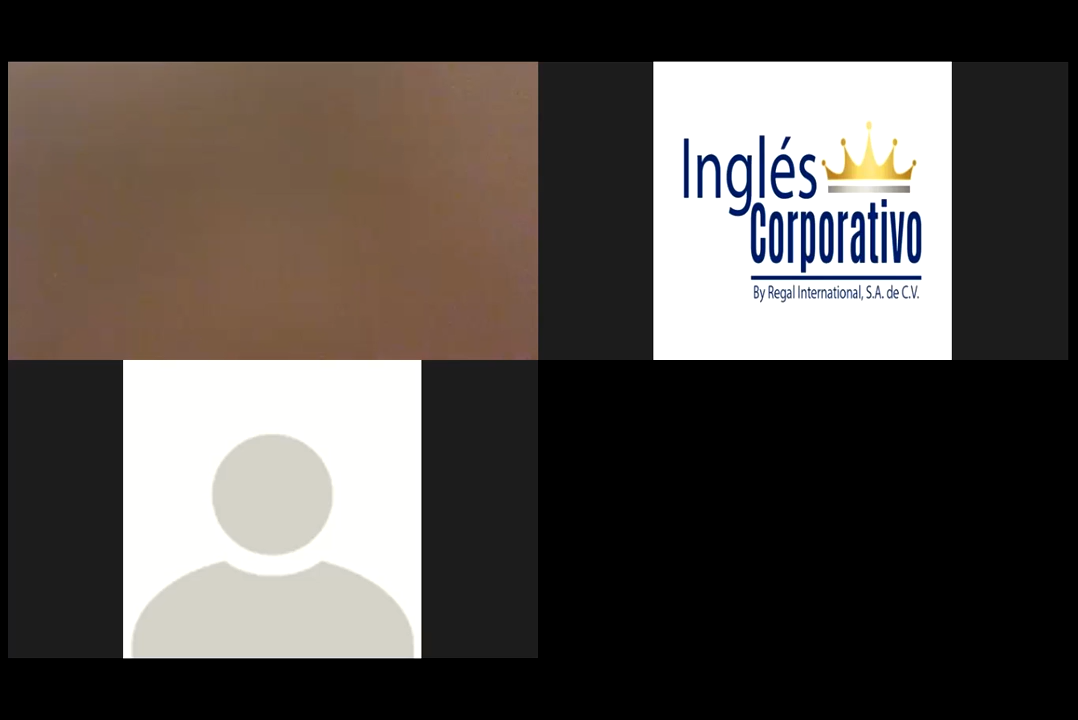 Inglés
Corporativo
By Regal International, S.A. de C.V.